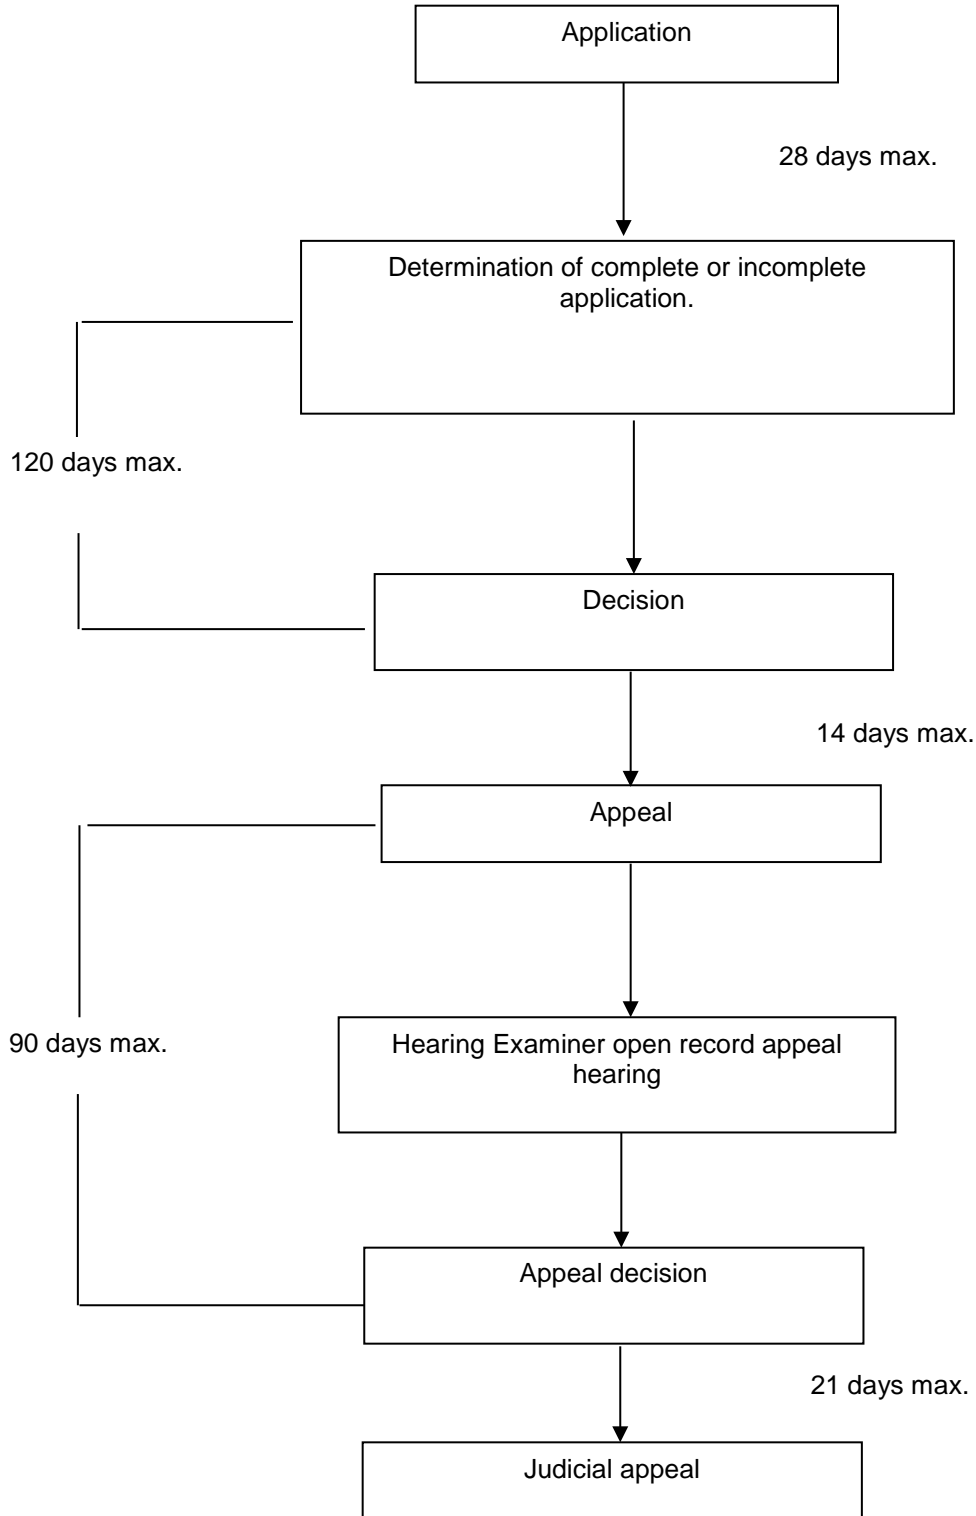 Application
28 days max.
Determination of complete or incomplete
application.
120 days max.
Decision
14 days max.
Appeal
90 days max.
Hearing Examiner open record appeal
hearing
Appeal decision
21 days max.
Judicial appeal